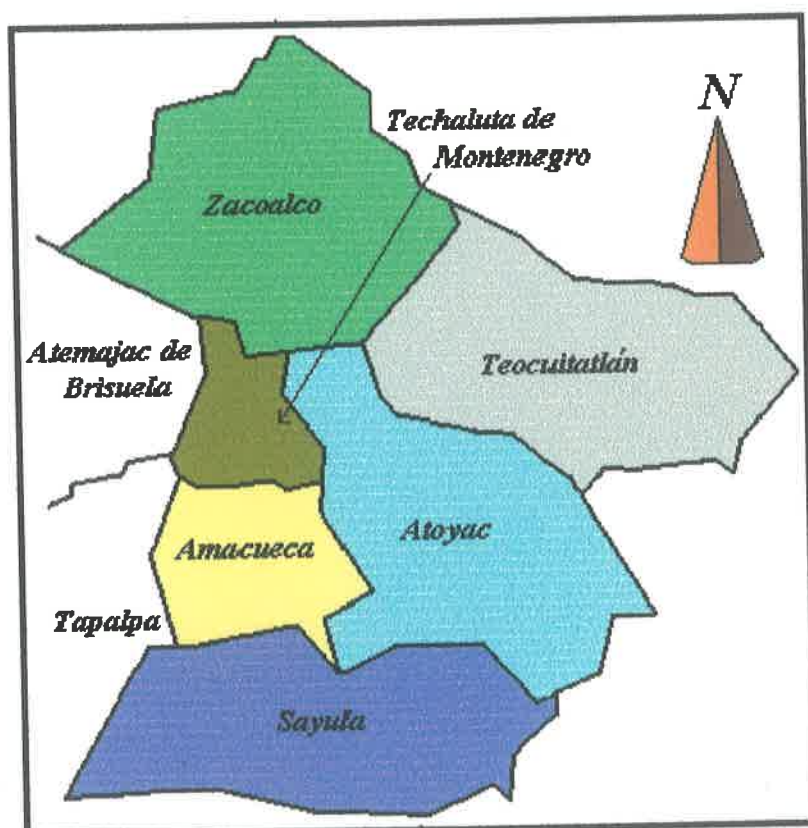 N
Techaluta de
Montenegro
Zacoalco
Atemajac de
Brisuela
Teocuitatlán
Amacueca
Atoyac
Tapalpa
Sayula